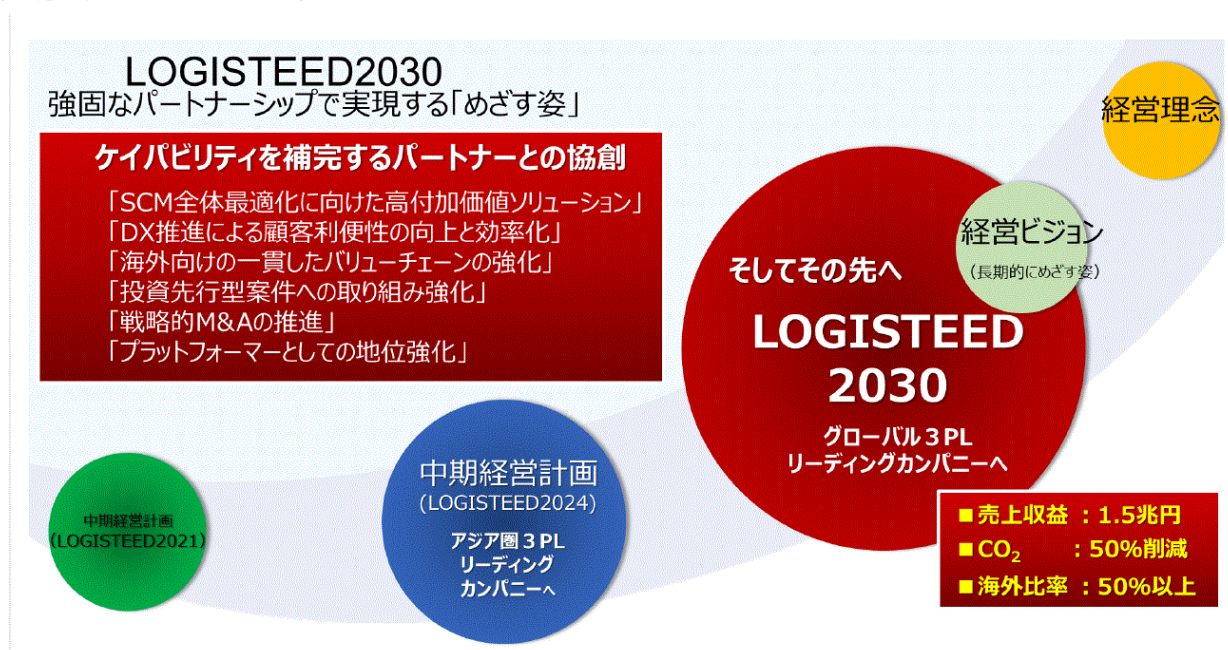 LOGISTEED2030
強固なパートナーシップで実現する「めざす姿」
ケイパビリティを補完するパートナーとの協創
「SCM全体最適化に向けた高付加価値ソリューション」
「DX推進による顧客利便性の向上と効率化」
「海外向けの一貫したバリューチェーンの強化」
「投資先行型案件への取り組み強化」
「戦略的M&Aの推進」
「プラットフォーマーとしての地位強化」
経営理念
経営ビジョン
（長期的にめざす姿）
そしてその先へ
LOGISTEED
2030
グローバル３PL
リーディングカンパニーへ
中期経営計画
(LOGISTEED2024)
アジア圏３PL
リーディング
カンパニーへ
中期経営計画
(LOGISTEED2021)
■売上収益 ：1.5兆円
■CO₂ ：50%削減
■海外比率 ：50%以上